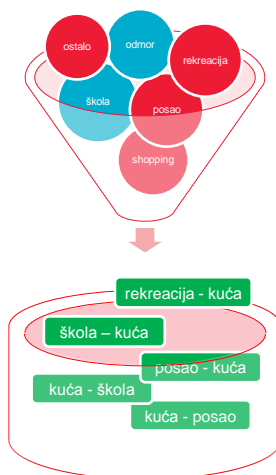 ostalo
odmor
rekreacija
škola
posao
shopping
rekreacija - kuća
škola – kuća
posao - kuća
kuća - škola
kuća - posao